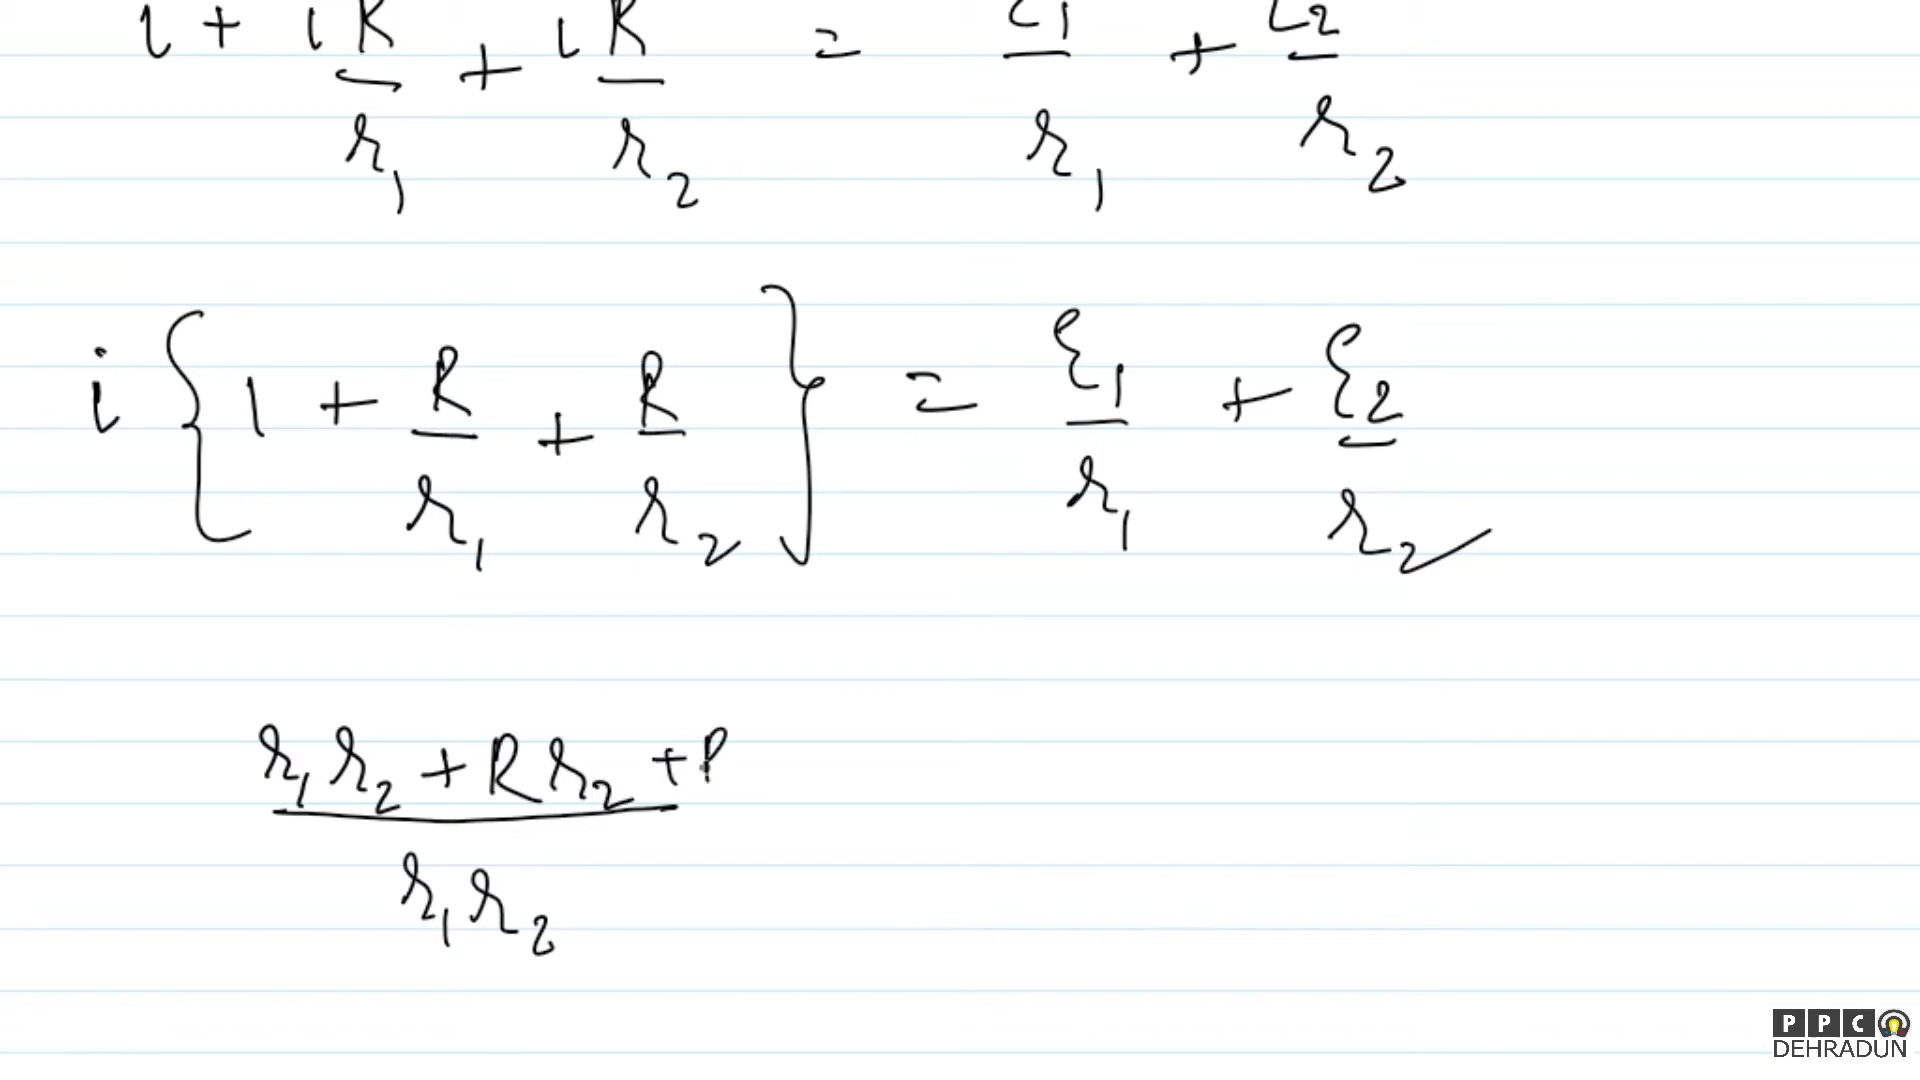 i + iR/r₁ + iR/r₂ = ε₁/r₁ + ε₂/r₂
i { 1 + R/r₁ + R/r₂ } = ε₁/r₁ + ε₂/r₂
r₁r₂ + Rr₂ + P
r₁r₂
PPC
DEHRADUN